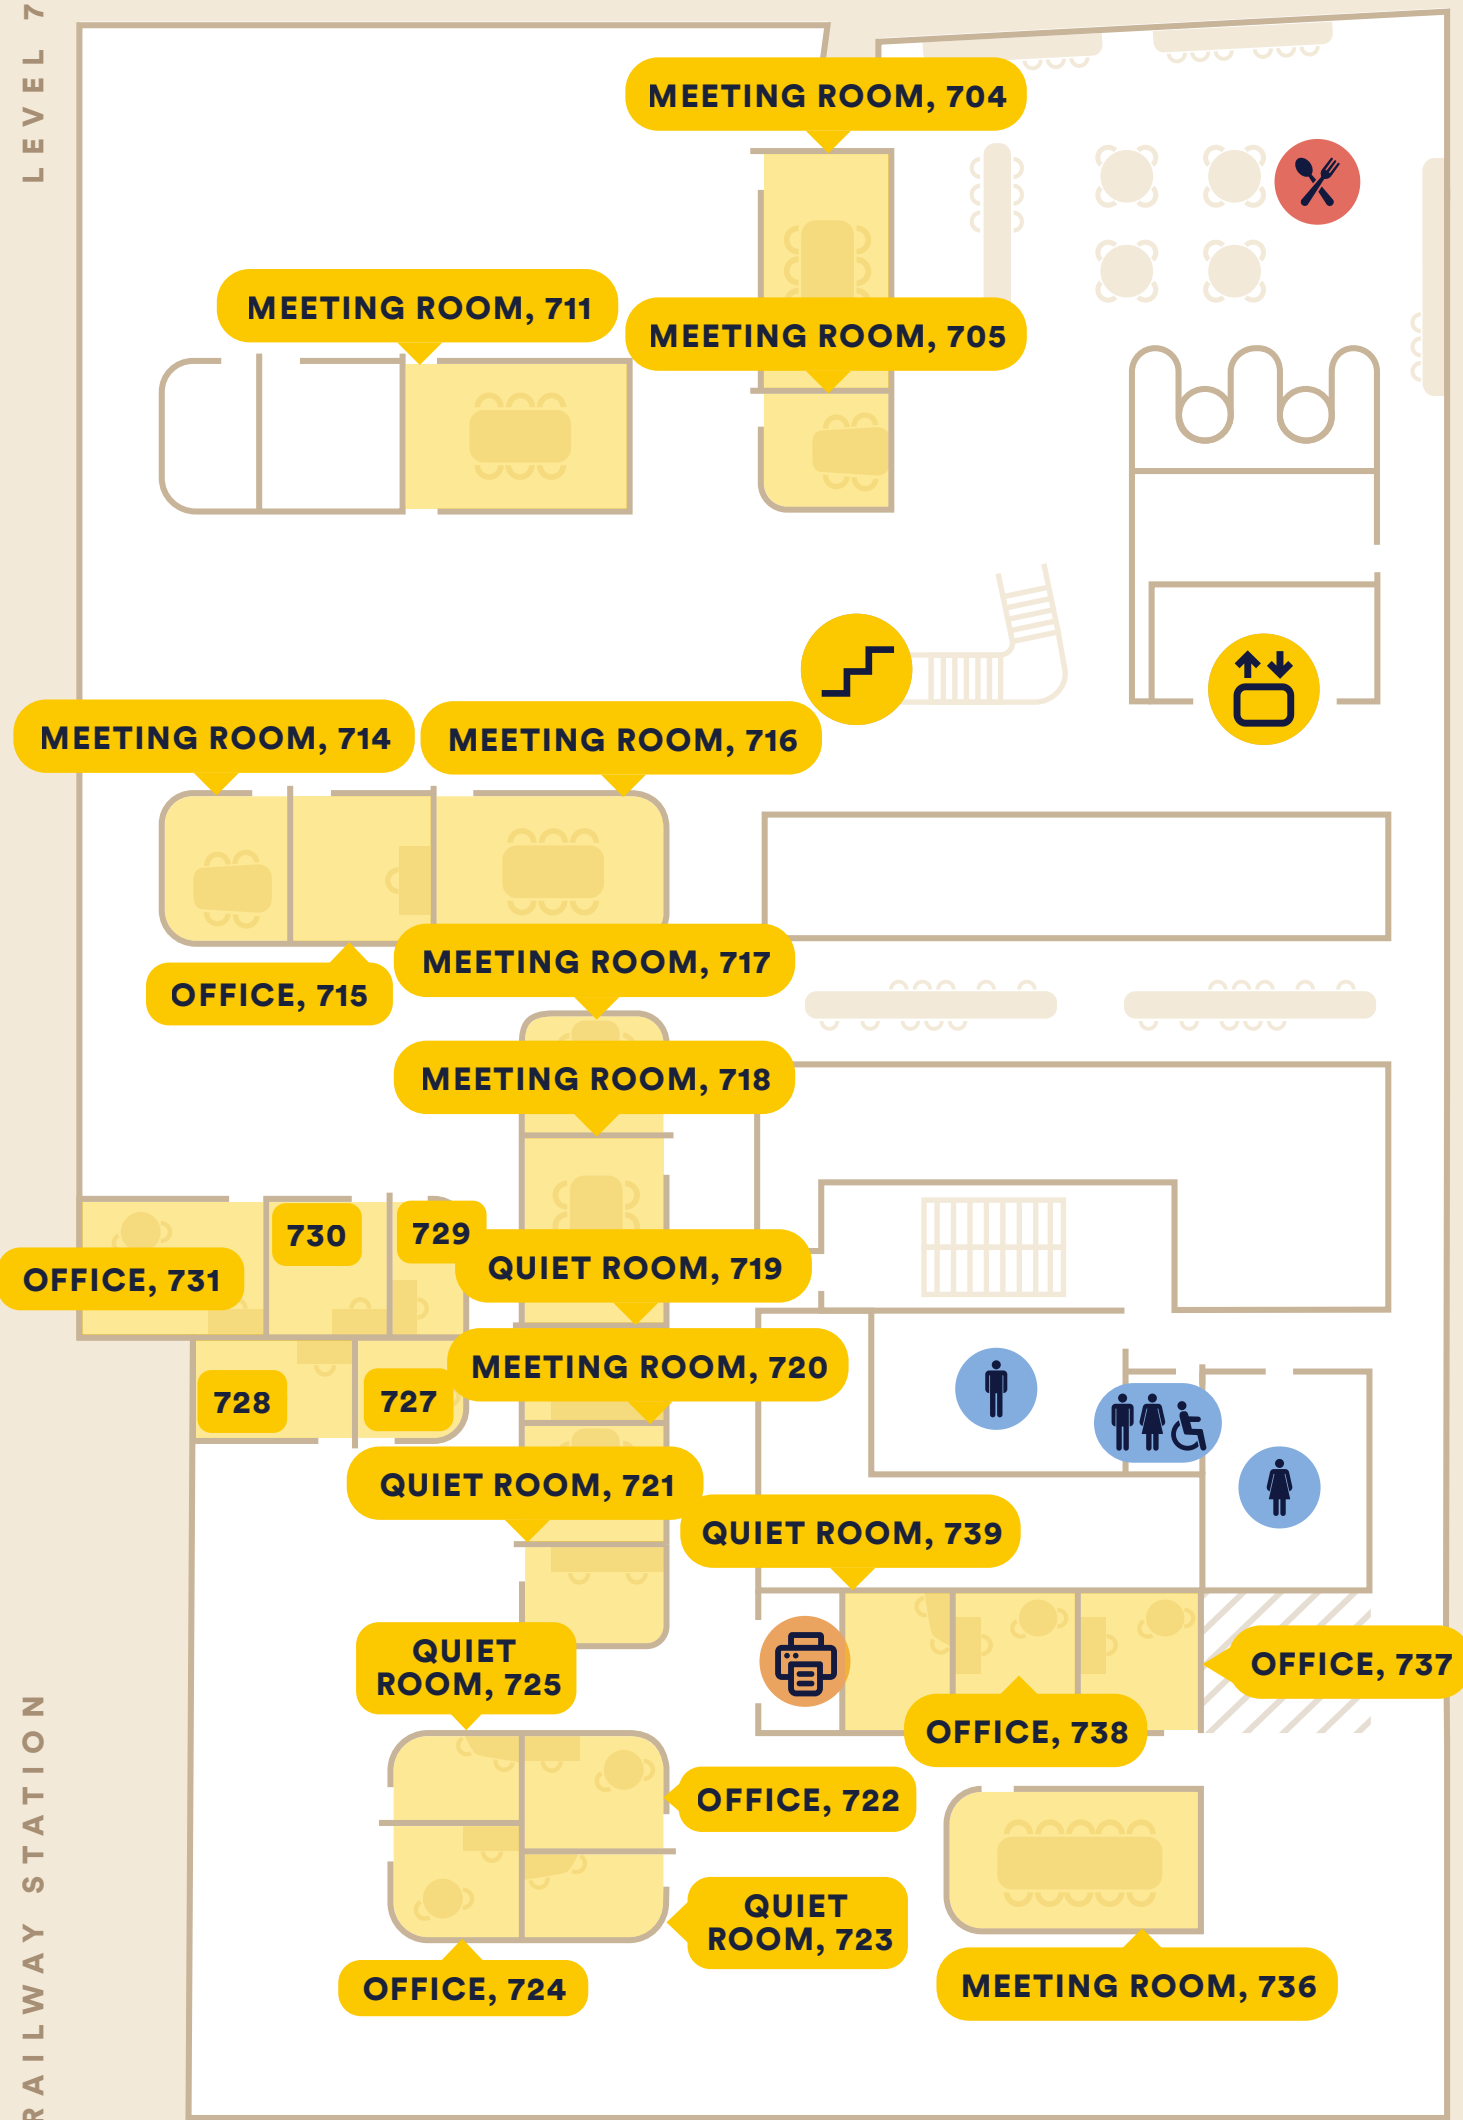 LEVEL 7
MEETING ROOM, 704
MEETING ROOM, 711
MEETING ROOM, 705
MEETING ROOM, 714
MEETING ROOM, 716
MEETING ROOM, 717
OFFICE, 715
MEETING ROOM, 718
730
729
QUIET ROOM, 719
OFFICE, 731
MEETING ROOM, 720
728
727
QUIET ROOM, 721
QUIET ROOM, 739
QUIET
ROOM, 725
OFFICE, 737
OFFICE, 738
OFFICE, 722
QUIET
ROOM, 723
OFFICE, 724
MEETING ROOM, 736
RAILWAY STATION